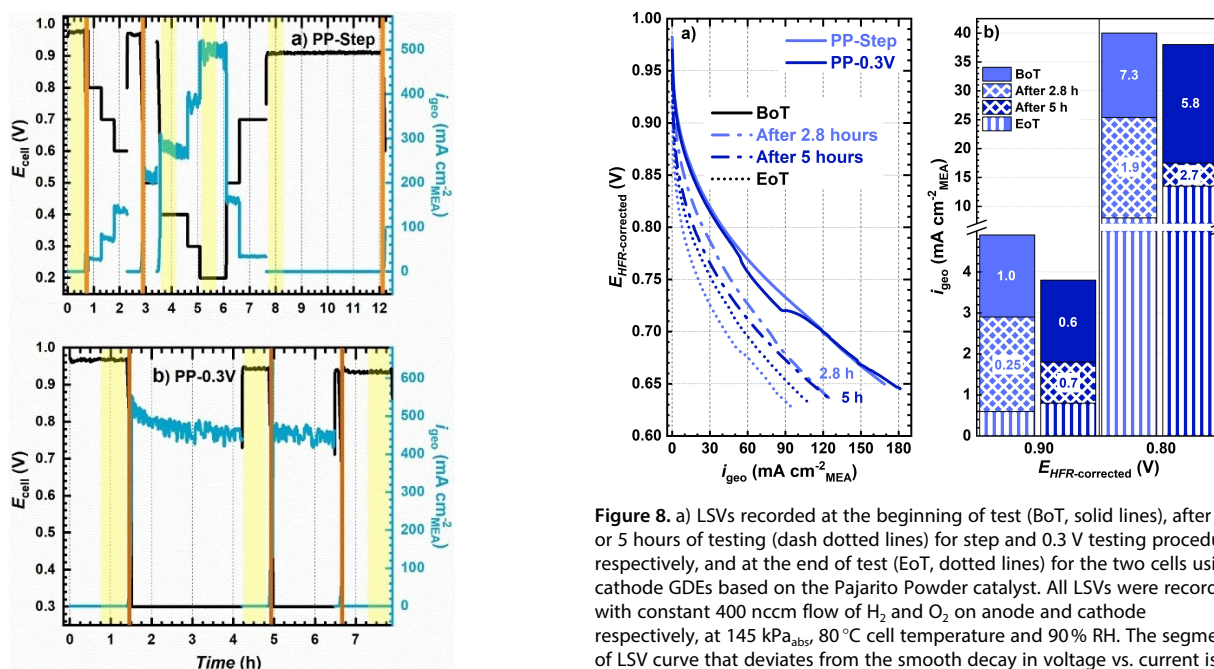 a) PP-Step
E_cell (V)
1.0
0.9
0.8
0.7
0.6
0.5
0.4
0.3
0.2
500
400
300
200
100
0
i_geo (mA cm⁻²_MEA)
0 1 2 3 4 5 6 7 8 9 10 11 12
b) PP-0.3V
E_cell (V)
1.0
0.9
0.8
0.7
0.6
0.5
0.4
0.3
600
500
400
300
200
100
0
i_geo (mA cm⁻²_MEA)
0 1 2 3 4 5 6 7
Time (h)
a)
PP-Step
PP-0.3V
BoT
After 2.8 hours
After 5 hours
EoT
2.8 h
5 h
E_HFR-corrected (V)
1.00
0.95
0.90
0.85
0.80
0.75
0.70
0.65
0.60
0 30 60 90 120 150 180
i_geo (mA cm⁻²_MEA)
b)
BoT
After 2.8 h
After 5 h
EoT
i_geo (mA cm⁻²_MEA)
40
35
30
25
20
15
10
4
3
2
1
0
1.0
0.25
0.6
0.7
7.3
1.9
5.8
2.7
0.90 0.80
E_HFR-corrected (V)
Figure 8. a) LSVs recorded at the beginning of test (BoT, solid lines), after
or 5 hours of testing (dash dotted lines) for step and 0.3 V testing procedu
respectively, and at the end of test (EoT, dotted lines) for the two cells usi
cathode GDEs based on the Pajarito Powder catalyst. All LSVs were record
with constant 400 nccm flow of H₂ and O₂ on anode and cathode
respectively, at 145 kPa_abs, 80 °C cell temperature and 90% RH. The segme
of LSV curve that deviates from the smooth decay in voltage vs. current is